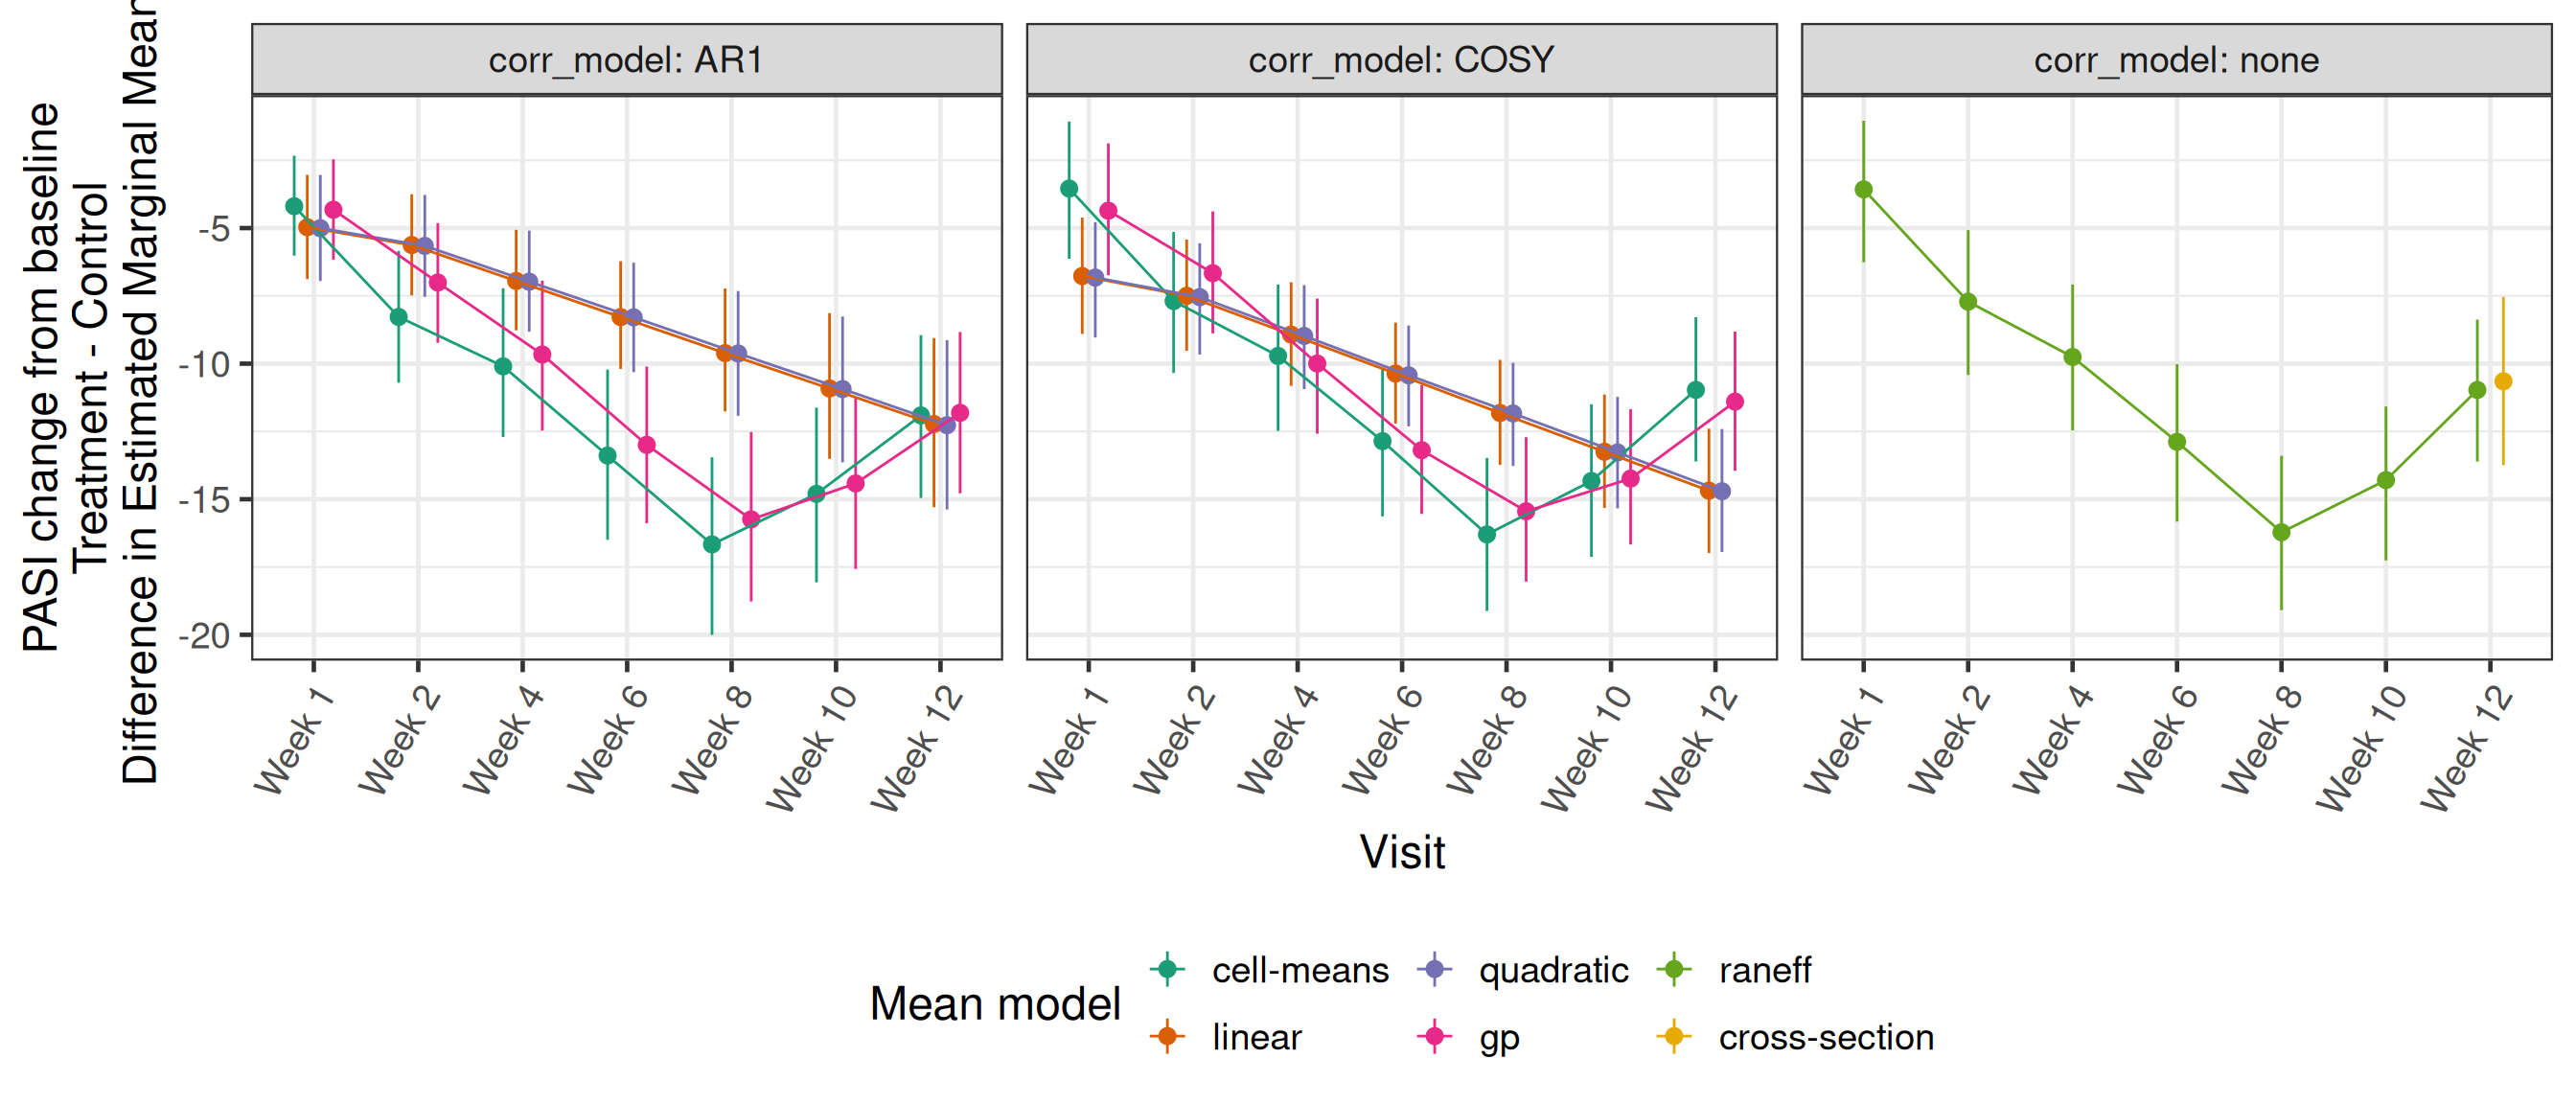 PASI change from baseline
Treatment - Control
Difference in Estimated Marginal Mean
corr_model: AR1
corr_model: COSY
corr_model: none
-5
-10
-15
-20
Week 1
Week 2
Week 4
Week 6
Week 8
Week 10
Week 12
Week 1
Week 2
Week 4
Week 6
Week 8
Week 10
Week 12
Week 1
Week 2
Week 4
Week 6
Week 8
Week 10
Week 12
Visit
Mean model
cell-means
quadratic
raneff
linear
gp
cross-section